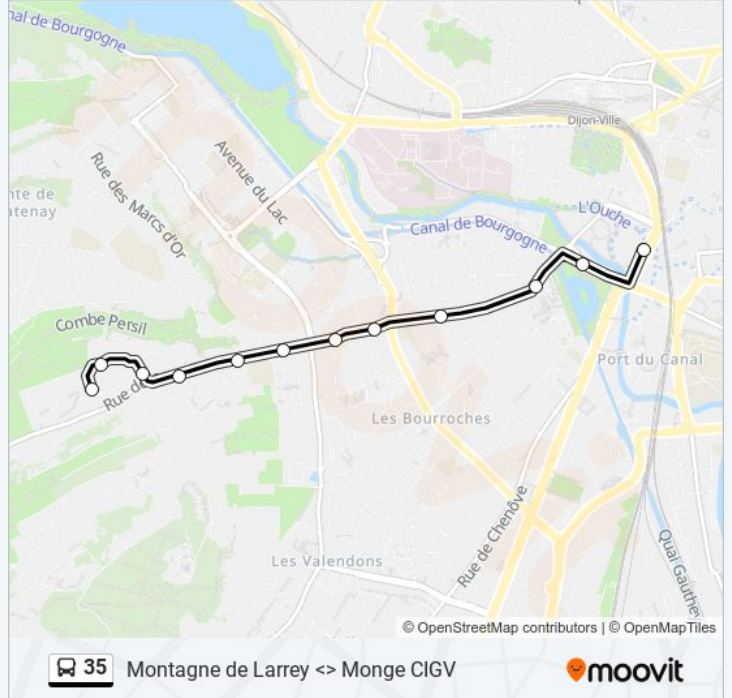 nal de Bourgogne
Dijon-Ville
Avenue du Lac
Rue des Marcs d'Or
nte de
atenay
L'Ouche
Canal de Bourgogne
Combe Persil
Rue de
Port du Canal
Les Bourroches
Rue de Chenôve
Les Valendons
Quai Gauthey
© OpenStreetMap contributors | © OpenMapTiles
35 Montagne de Larrey <> Monge CIGV
moovit